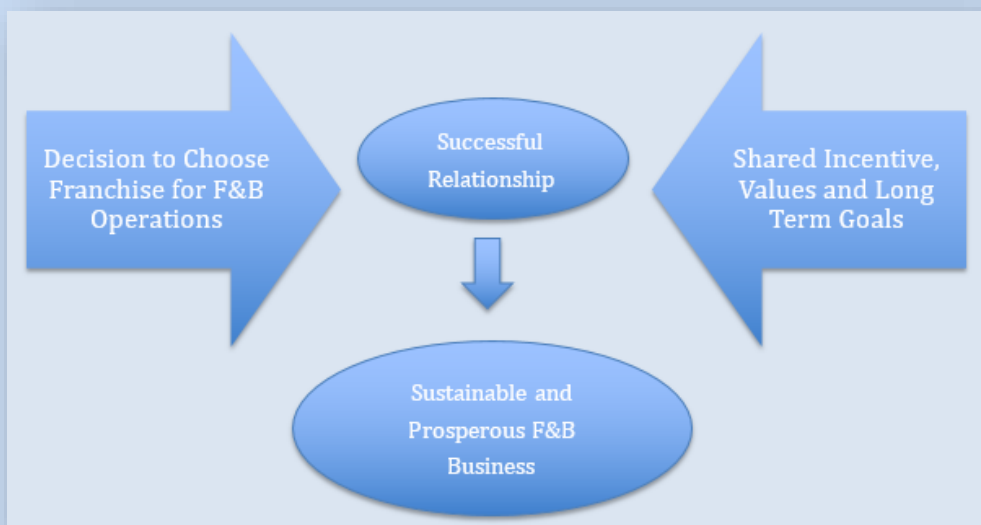 Decision to Choose
Franchise for F&B
Operations
Successful
Relationship
Shared Incentive,
Values and Long
Term Goals
Sustainable and
Prosperous F&B
Business